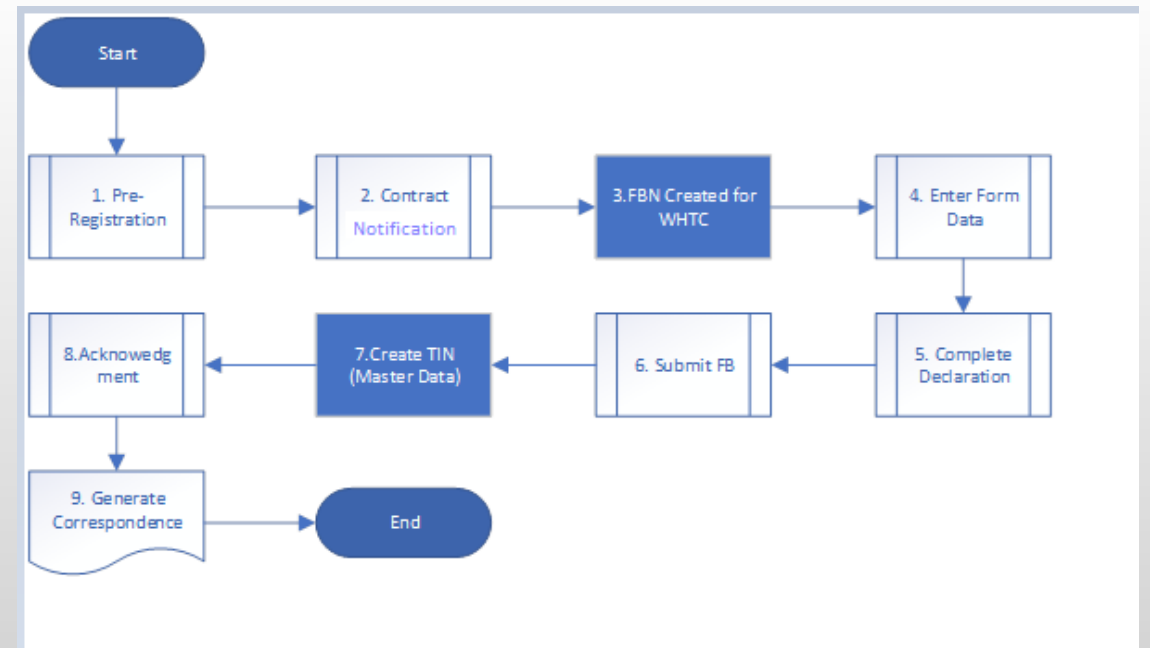 Start
1. Pre-
Registration
2. Contract
Notification
3.FBN Created for
WHTC
4. Enter Form
Data
5. Complete
Declaration
6. Submit FB
7.Create TIN
(Master Data)
8.Acknowedg
ment
9. Generate
Correspondence
End